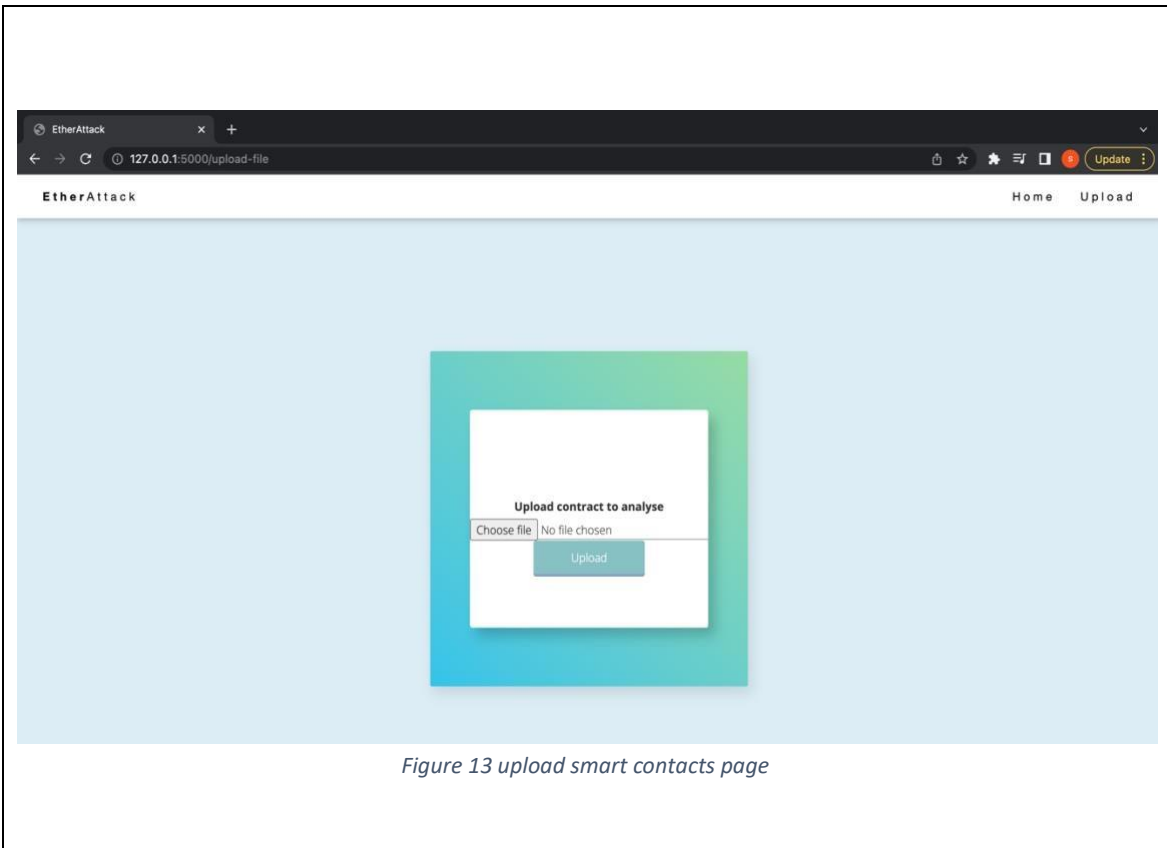 EtherAttack
127.0.0.1:5000/upload-file
S
Update
EtherAttack
Home Upload
Upload contract to analyse
Choose file No file chosen
Upload
Figure 13 upload smart contacts page